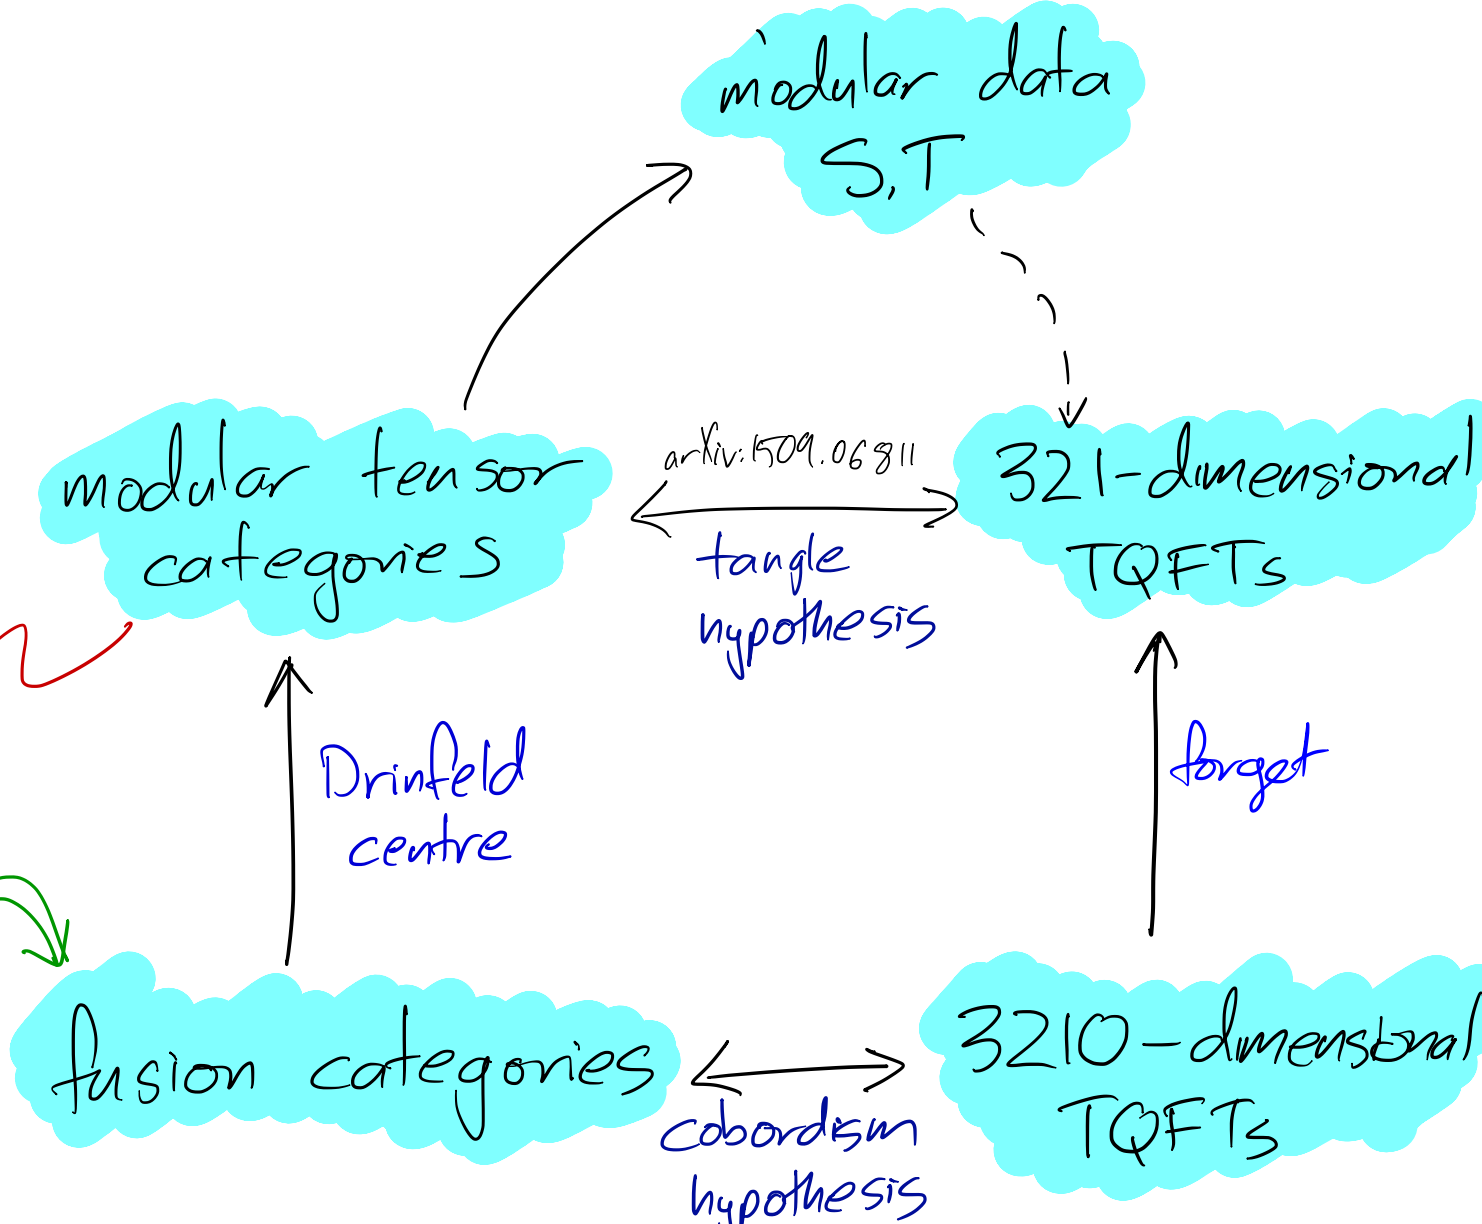 modular data
S,T
arXiv:1509.06811
modular tensor
categories
321-dimensional
TQFTs
tangle
hypothesis
Drinfeld
centre
forget
fusion categories
3210-dimensional
TQFTs
cobordism
hypothesis